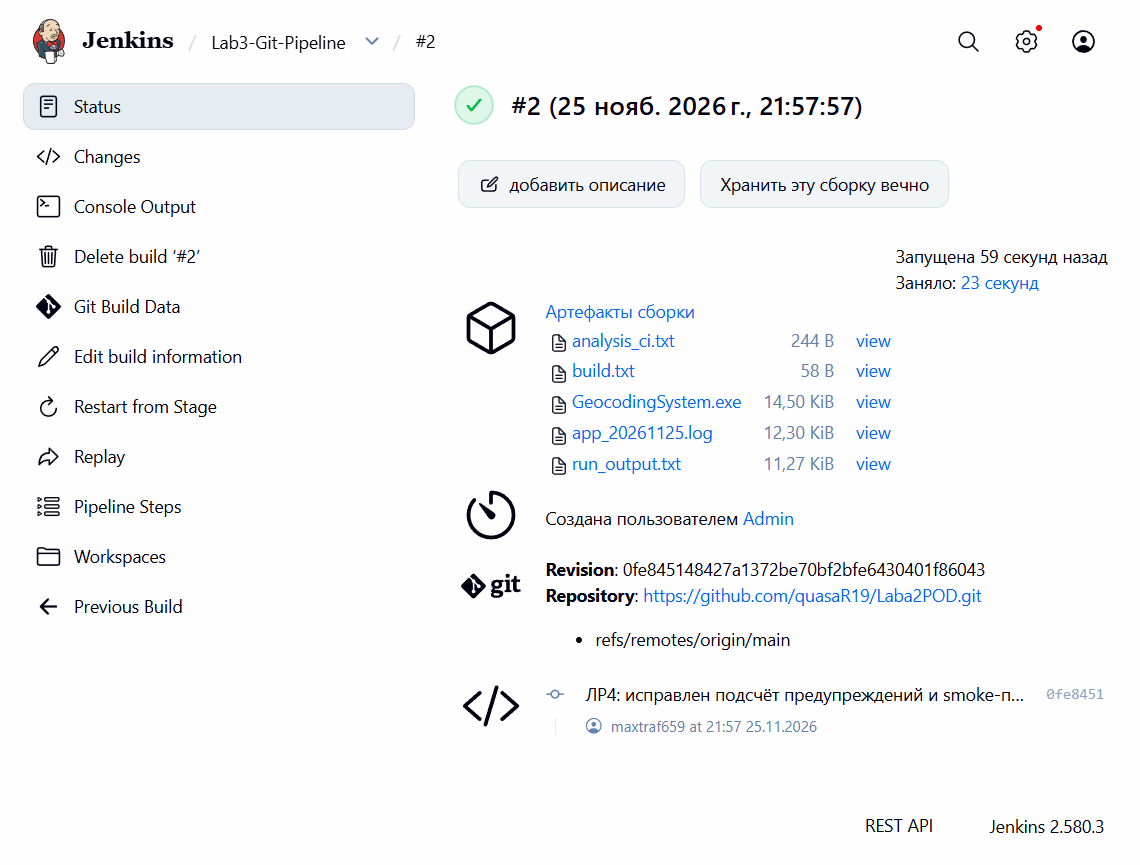 Jenkins / Lab3-Git-Pipeline / #2
Status
Changes
Console Output
Delete build ‘#2’
Git Build Data
Edit build information
Restart from Stage
Replay
Pipeline Steps
Workspaces
Previous Build
#2 (25 нояб. 2026 г., 21:57:57)
добавить описание
Хранить эту сборку вечно
Запущена 59 секунд назад
Заняло: 23 секунд
Артефакты сборки
analysis_ci.txt 244 B view
build.txt 58 B view
GeocodingSystem.exe 14,50 KiB view
app_20261125.log 12,30 KiB view
run_output.txt 11,27 KiB view
Создана пользователем Admin
git
Revision: 0fe845148427a1372be70bf2bfe6430401f86043
Repository: https://github.com/quasaR19/Laba2POD.git
• refs/remotes/origin/main
ЛР4: исправлен подсчёт предупреждений и smoke-п... 0fe8451
maxtraf659 at 21:57 25.11.2026
REST API
Jenkins 2.580.3